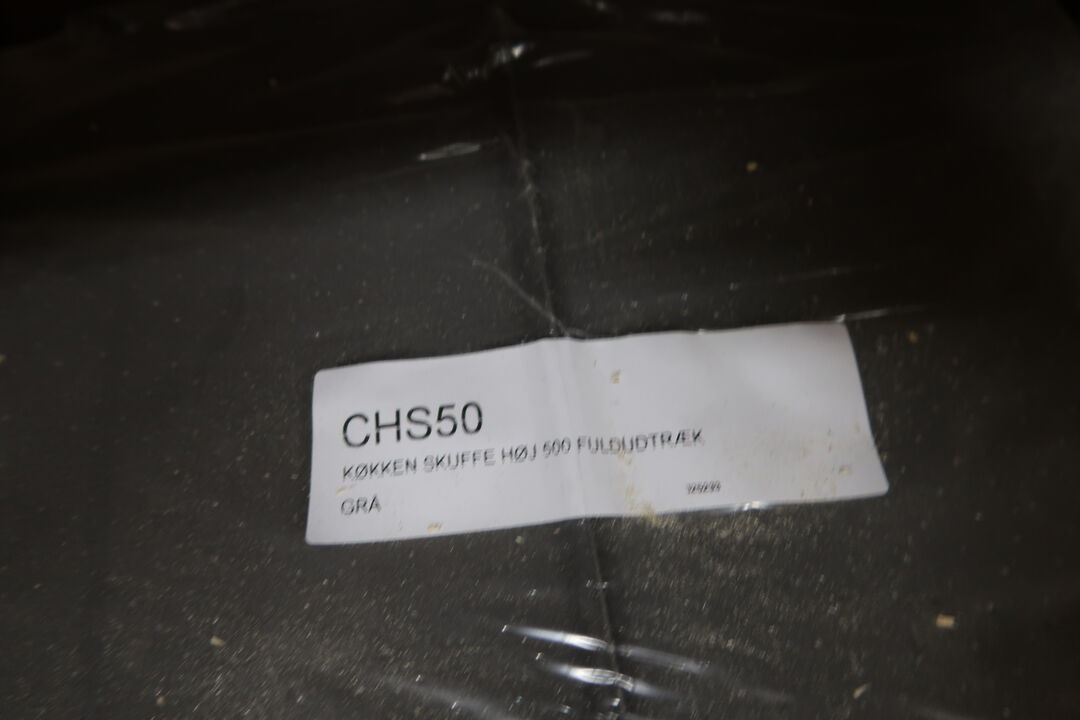 CHS50
KØKKEN SKUFFE HØJ 500 FULDUDTRÆK
GRÅ